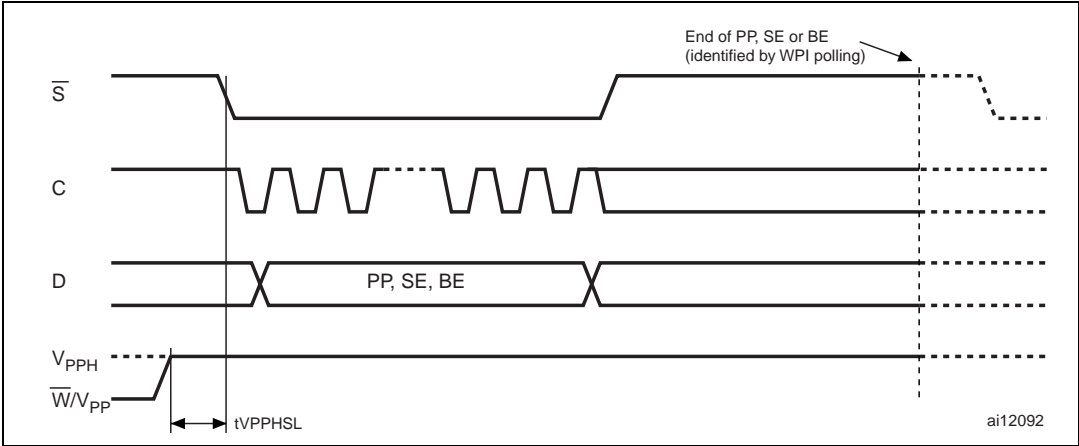 End of PP, SE or BE
(identified by WPI polling)
S̅
C
D
PP, SE, BE
VPPH
W̅/VPP
tVPPHSL
ai12092